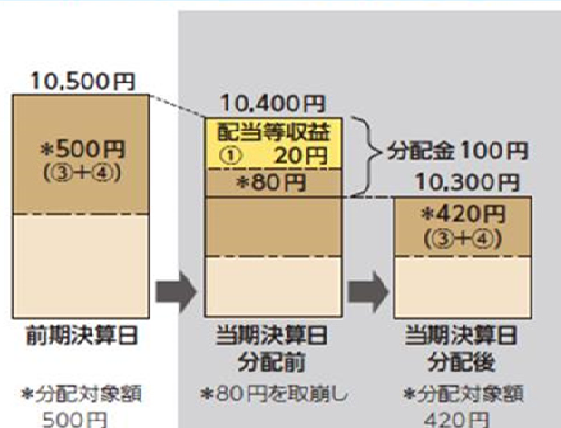 10,500円
*500円
(③+④)
前期決算日
*分配対象額
500円
10,400円
配当等収益
① 20円
*80円
分配金100円
当期決算日
分配前
*80円を取崩し
10,300円
*420円
(③+④)
当期決算日
分配後
*分配対象額
420円